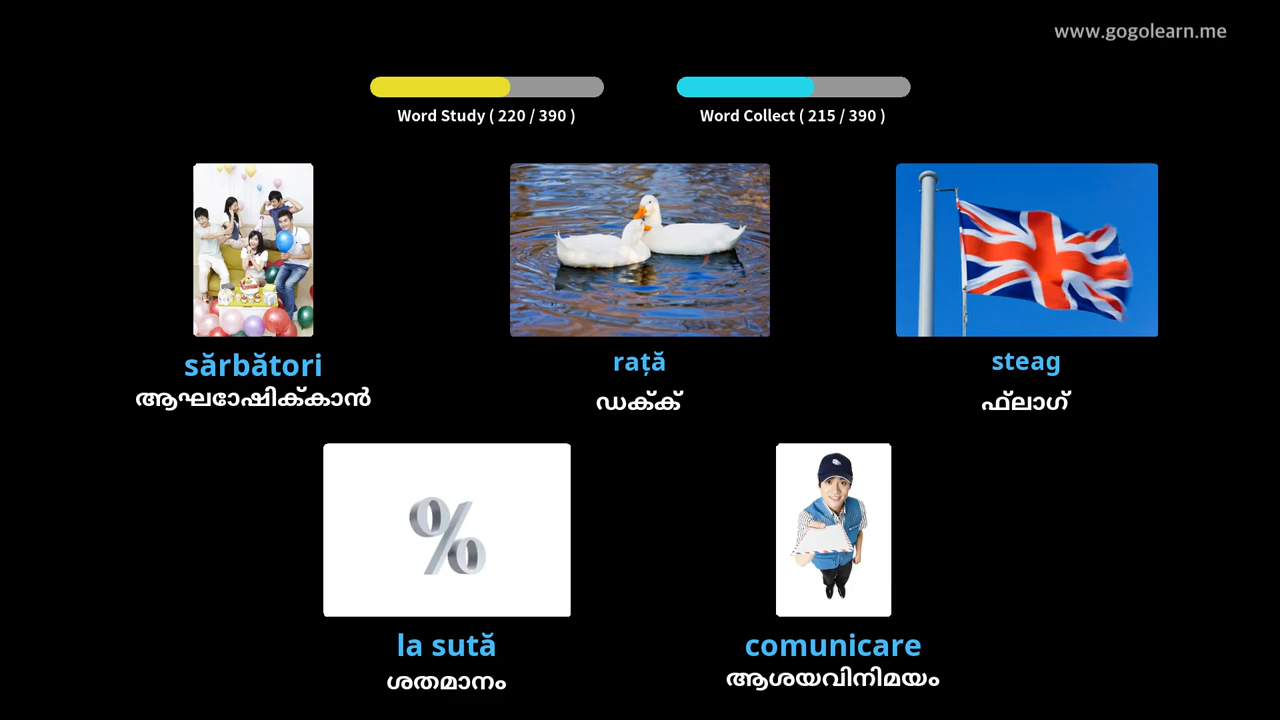 www.gogolearn.me
Word Study ( 220 / 390 )
Word Collect ( 215 / 390 )
sărbători
ആഘോഷിക്കാൻ
rață
ഡക്ക്
steag
ഫ്ലാഗ്
%
la sută
ശതമാനം
comunicare
ആശയവിനിമയം